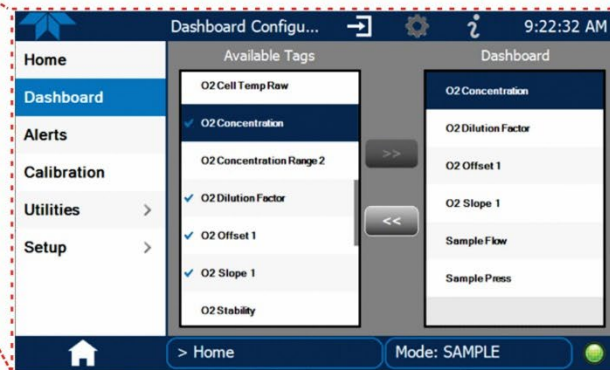 Dashboard Configu... 9:22:32 AM
Home
Dashboard
Alerts
Calibration
Utilities >
Setup >
Available Tags
O2 Cell Temp Raw
O2 Concentration
O2 Concentration Range 2
O2 Dilution Factor
O2 Offset 1
O2 Slope 1
O2 Stability
>>
<<
Dashboard
O2 Concentration
O2 Dilution Factor
O2 Offset 1
O2 Slope 1
Sample Flow
Sample Press
> Home
Mode: SAMPLE